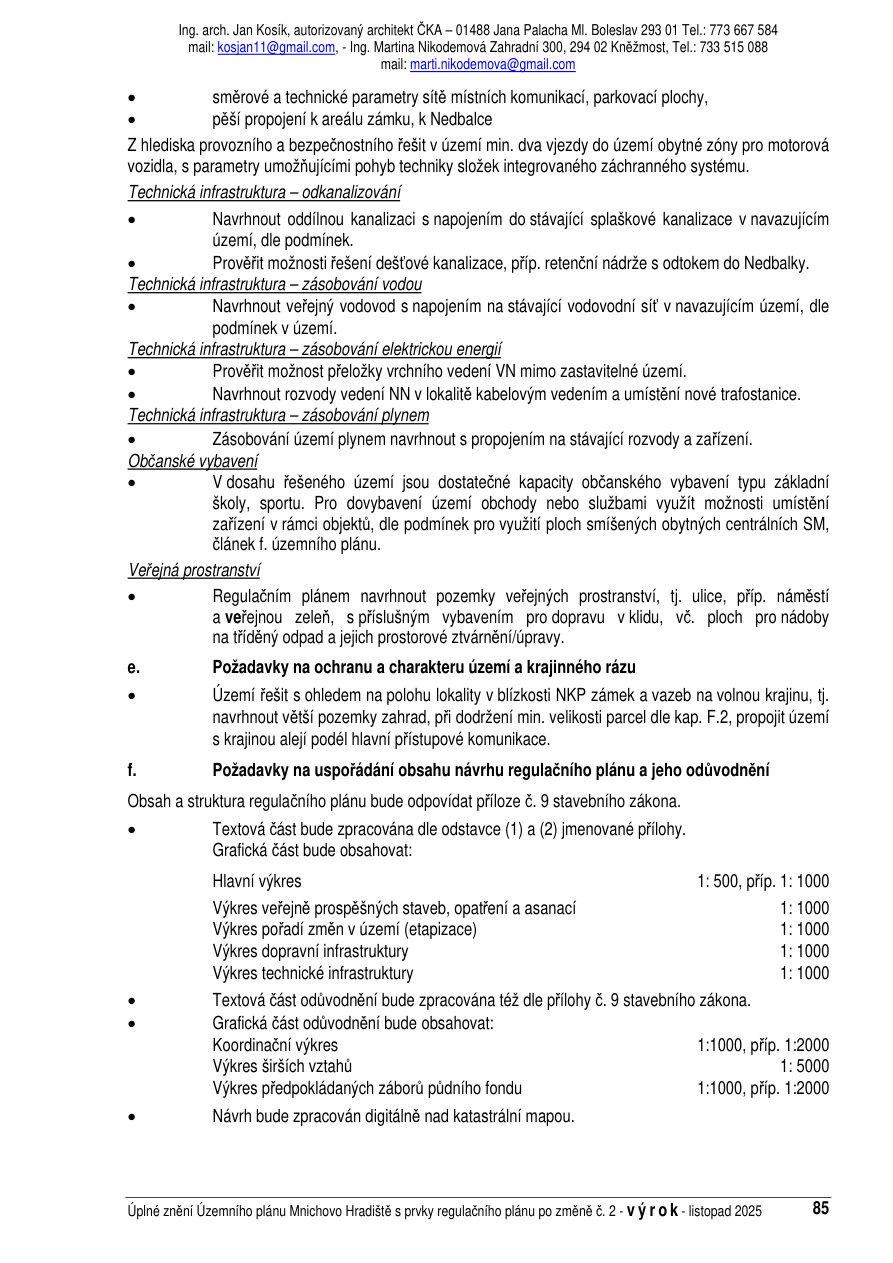 Ing. arch. Jan Kosík, autorizovaný architekt ČKA – 01488 Jana Palacha Ml. Boleslav 293 01 Tel.: 773 667 584
mail: kosjan11@gmail.com, - Ing. Martina Nikodemová Zahradní 300, 294 02 Kněžmost, Tel.: 733 515 088
mail: marti.nikodemova@gmail.com
• směrové a technické parametry sítě místních komunikací, parkovací plochy,
• pěší propojení k areálu zámku, k Nedbalce
Z hlediska provozního a bezpečnostního řešit v území min. dva vjezdy do území obytné zóny pro motorová
vozidla, s parametry umožňujícími pohyb techniky složek integrovaného záchranného systému.
Technická infrastruktura – odkanalizování
• Navrhnout oddílnou kanalizaci s napojením do stávající splaškové kanalizace v navazujícím
území, dle podmínek.
• Prověřit možnosti řešení dešťové kanalizace, příp. retenční nádrže s odtokem do Nedbalky.
Technická infrastruktura – zásobování vodou
• Navrhnout veřejný vodovod s napojením na stávající vodovodní síť v navazujícím území, dle
podmínek v území.
Technická infrastruktura – zásobování elektrickou energií
• Prověřit možnost přeložky vrchního vedení VN mimo zastavitelné území.
• Navrhnout rozvody vedení NN v lokalitě kabelovým vedením a umístění nové trafostanice.
Technická infrastruktura – zásobování plynem
• Zásobování území plynem navrhnout s propojením na stávající rozvody a zařízení.
Občanské vybavení
• V dosahu řešeného území jsou dostatečné kapacity občanského vybavení typu základní
školy, sportu. Pro dovybavení území obchody nebo službami využít možnosti umístění
zařízení v rámci objektů, dle podmínek pro využití ploch smíšených obytných centrálních SM,
článek f. územního plánu.
Veřejná prostranství
• Regulačním plánem navrhnout pozemky veřejných prostranství, tj. ulice, příp. náměstí
a veřejnou zeleň, s příslušným vybavením pro dopravu v klidu, vč. ploch pro nádoby
na tříděný odpad a jejich prostorové ztvárnění/úpravy.
e. Požadavky na ochranu a charakteru území a krajinného rázu
• Území řešit s ohledem na polohu lokality v blízkosti NKP zámek a vazeb na volnou krajinu, tj.
navrhnout větší pozemky zahrad, při dodržení min. velikosti parcel dle kap. F.2, propojit území
s krajinou alejí podél hlavní přístupové komunikace.
f. Požadavky na uspořádání obsahu návrhu regulačního plánu a jeho odůvodnění
Obsah a struktura regulačního plánu bude odpovídat příloze č. 9 stavebního zákona.
• Textová část bude zpracována dle odstavce (1) a (2) jmenované přílohy.
Grafická část bude obsahovat:
Hlavní výkres 1: 500, příp. 1: 1000
Výkres veřejně prospěšných staveb, opatření a asanací 1: 1000
Výkres pořadí změn v území (etapizace) 1: 1000
Výkres dopravní infrastruktury 1: 1000
Výkres technické infrastruktury 1: 1000
• Textová část odůvodnění bude zpracována též dle přílohy č. 9 stavebního zákona.
• Grafická část odůvodnění bude obsahovat:
Koordinační výkres 1:1000, příp. 1:2000
Výkres širších vztahů 1: 5000
Výkres předpokládaných záborů půdního fondu 1:1000, příp. 1:2000
• Návrh bude zpracován digitálně nad katastrální mapou.
Úplné znění Územního plánu Mnichovo Hradiště s prvky regulačního plánu po změně č. 2 - v ý r o k - listopad 2025 85